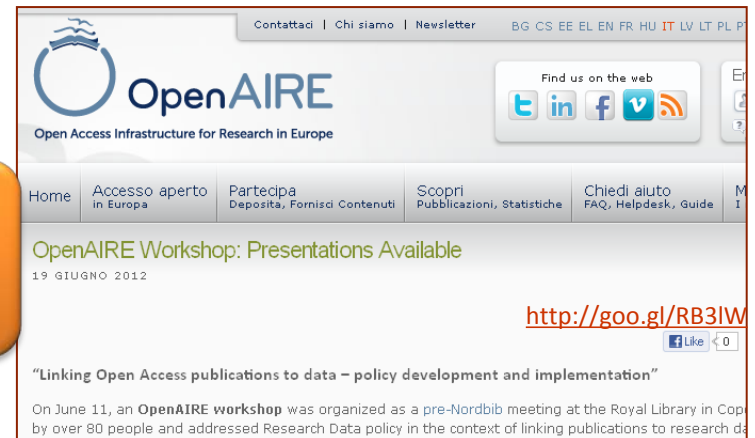 Contattaci | Chi siamo | Newsletter BG CS EE EL EN FR HU IT LV LT PL
OpenAIRE
Open Access Infrastructure for Research in Europe
Find us on the web
Home
Accesso aperto
in Europa
Partecipa
Deposita, Fornisci Contenuti
Scopri
Pubblicazioni, Statistiche
Chiedi aiuto
FAQ, Helpdesk, Guide
OpenAIRE Workshop: Presentations Available
19 GIUGNO 2012
http://goo.gl/RB3lW
Like 0
“Linking Open Access publications to data – policy development and implementation”
On June 11, an OpenAIRE workshop was organized as a pre-Nordbib meeting at the Royal Library in
by over 80 people and addressed Research Data policy in the context of linking publications to research